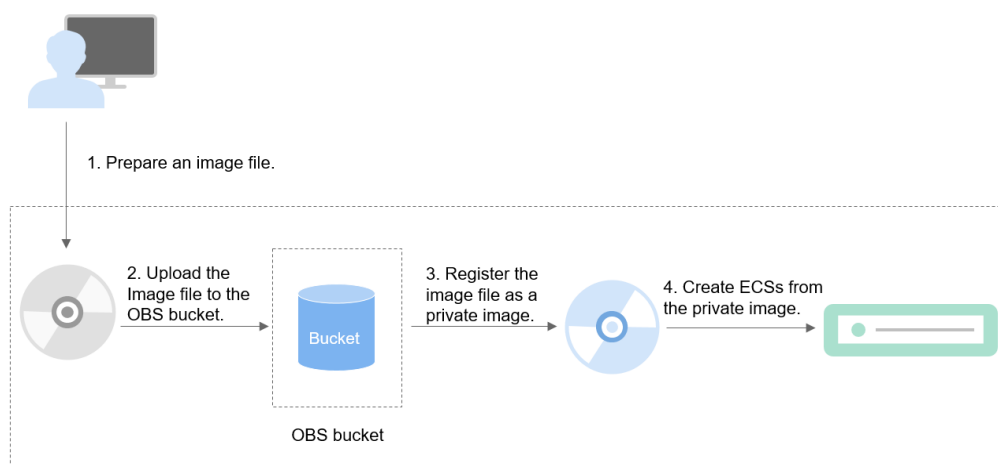 1. Prepare an image file.
2. Upload the
Image file to the
OBS bucket.
Bucket
OBS bucket
3. Register the
image file as a
private image.
4. Create ECSs from
the private image.